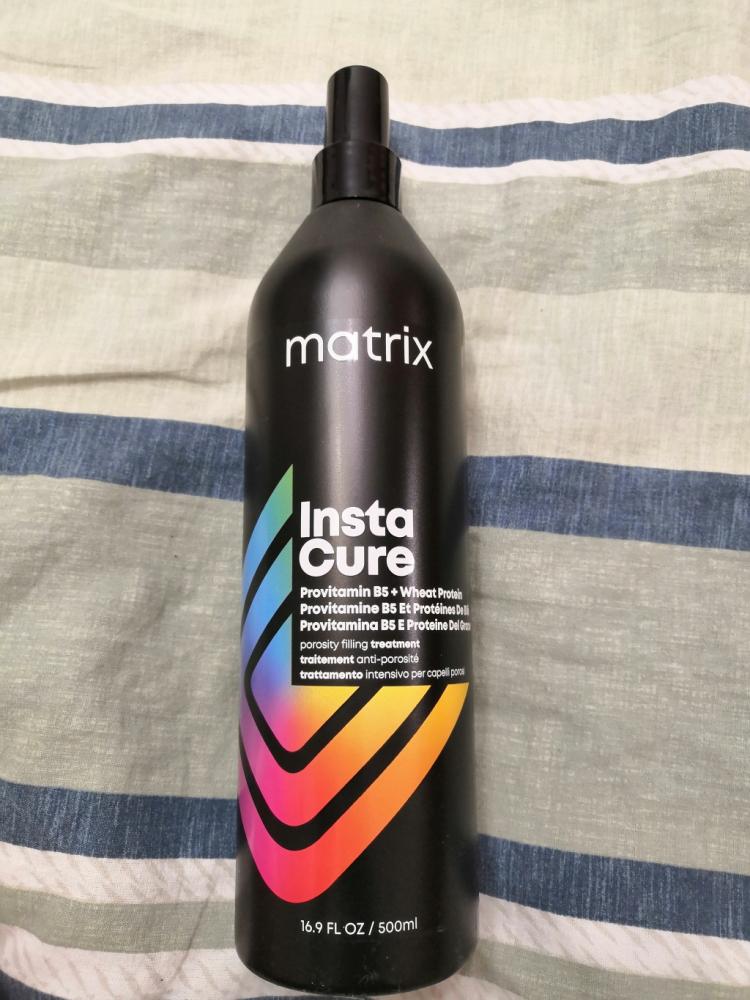 matrix
Insta
Cure
Provitamin B5 + Wheat Protein
Provitamine B5 Et Protéines De
Provitamina B5 E Proteine Del
porosity filling treatment
traitement anti-porosité
trattamento intensivo per capelli
16.9 FL OZ / 500ml